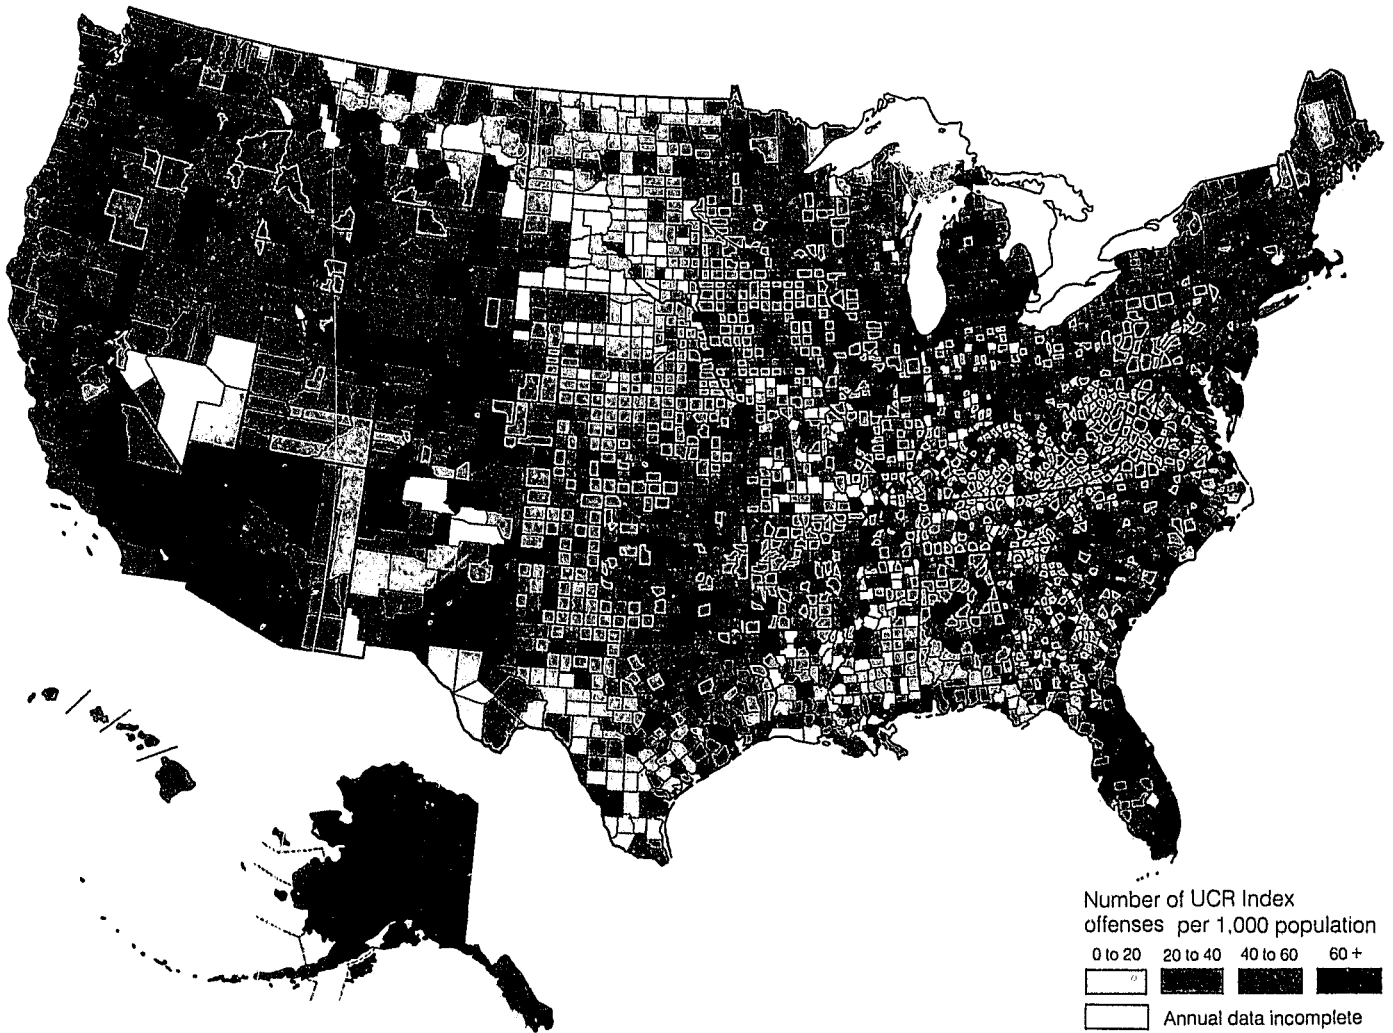 Number of UCR Index
offenses per 1,000 population
0 to 20 20 to 40 40 to 60 60 +
Annual data incomplete